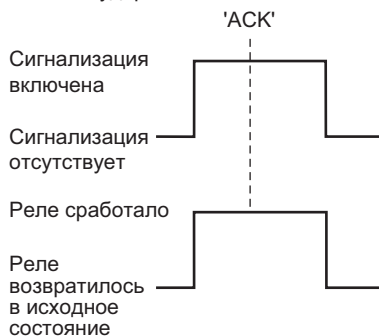 'ACK'
Сигнализация
включена
Сигнализация
отсутствует
Реле сработало
Реле
возвратилось
в исходное
состояние